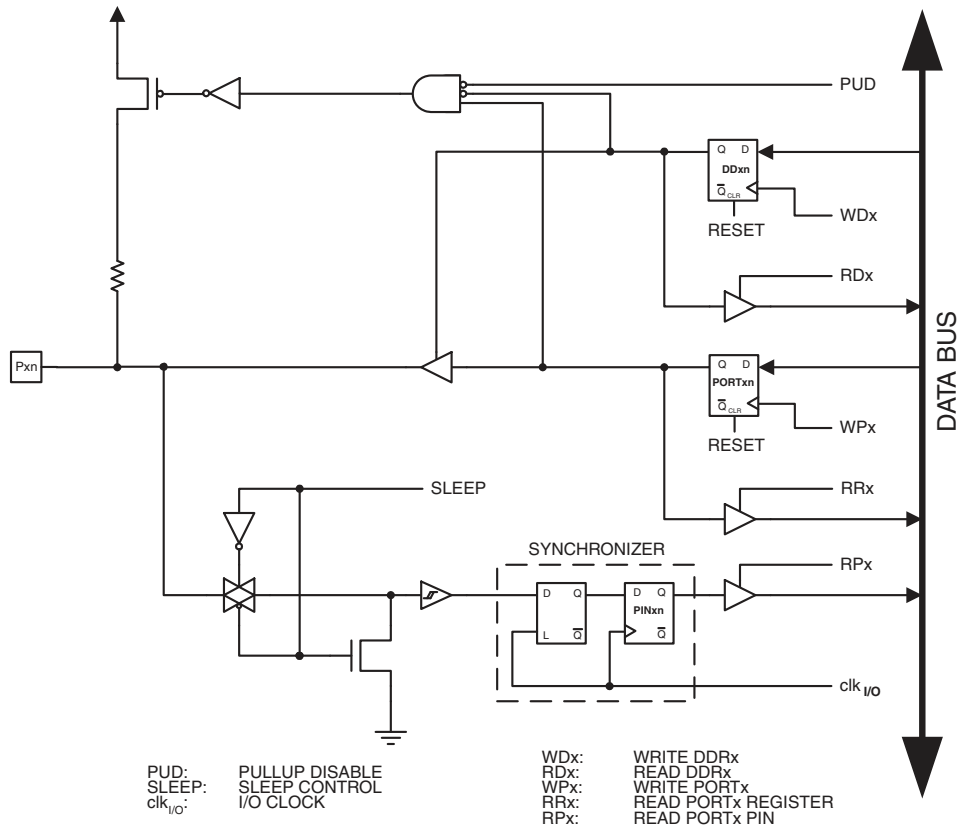 PUD
Q D
DDxn
Q CLR
WDx
RESET
RDx
Pxn
Q D
PORTxn
Q CLR
WPx
RESET
DATA BUS
SLEEP
RRx
SYNCHRONIZER
RPx
D Q
L Q
D Q
PINxn
Q
clk I/O
PUD: PULLUP DISABLE
SLEEP: SLEEP CONTROL
clk I/O: I/O CLOCK
WDx: WRITE DDRx
RDx: READ DDRx
WPx: WRITE PORTx
RRx: READ PORTx REGISTER
RPx: READ PORTx PIN